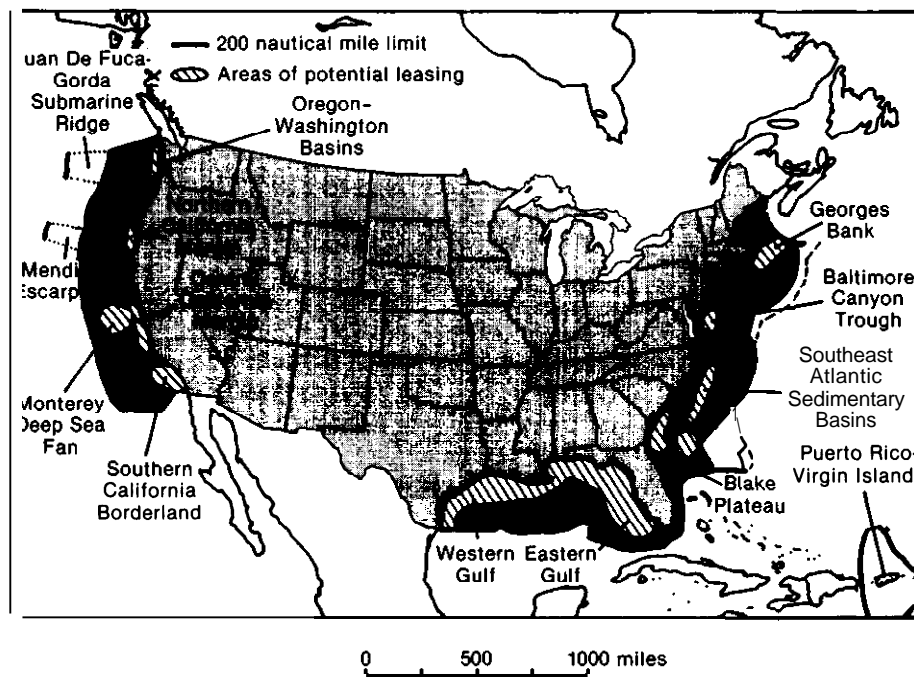 200 nautical mile limit
Areas of potential leasing
uan De Fuca-
Gorda
Submarine
Ridge
Oregon-
Washington
Basins
Northern
California
Georges
Bank
Mendi
Escarp
Baltimore
Canyon
Trough
Southeast
Atlantic
Sedimentary
Basins
Monterey
Deep Sea
Fan
Puerto Rico-
Virgin Island
Southern
California
Borderland
Blake
Plateau
Western
Gulf
Eastern
Gulf
0 500 1000 miles